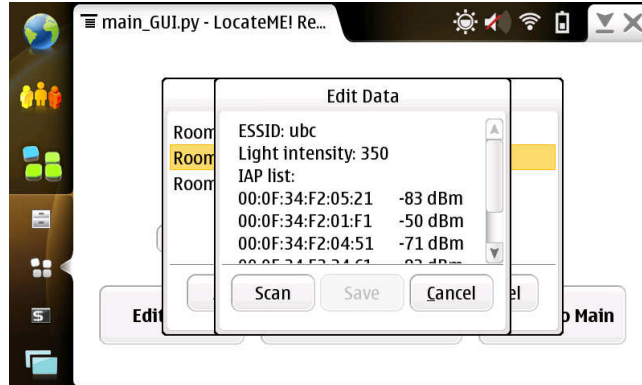 main_GUI.py - LocateME! Re...
Edit Data
Room
Room
Room
ESSID: ubc
Light intensity: 350
IAP list:
00:0F:34:F2:05:21 -83 dBm
00:0F:34:F2:01:F1 -50 dBm
00:0F:34:F2:04:51 -71 dBm
Scan
Save
Cancel
el
Edit
o Main